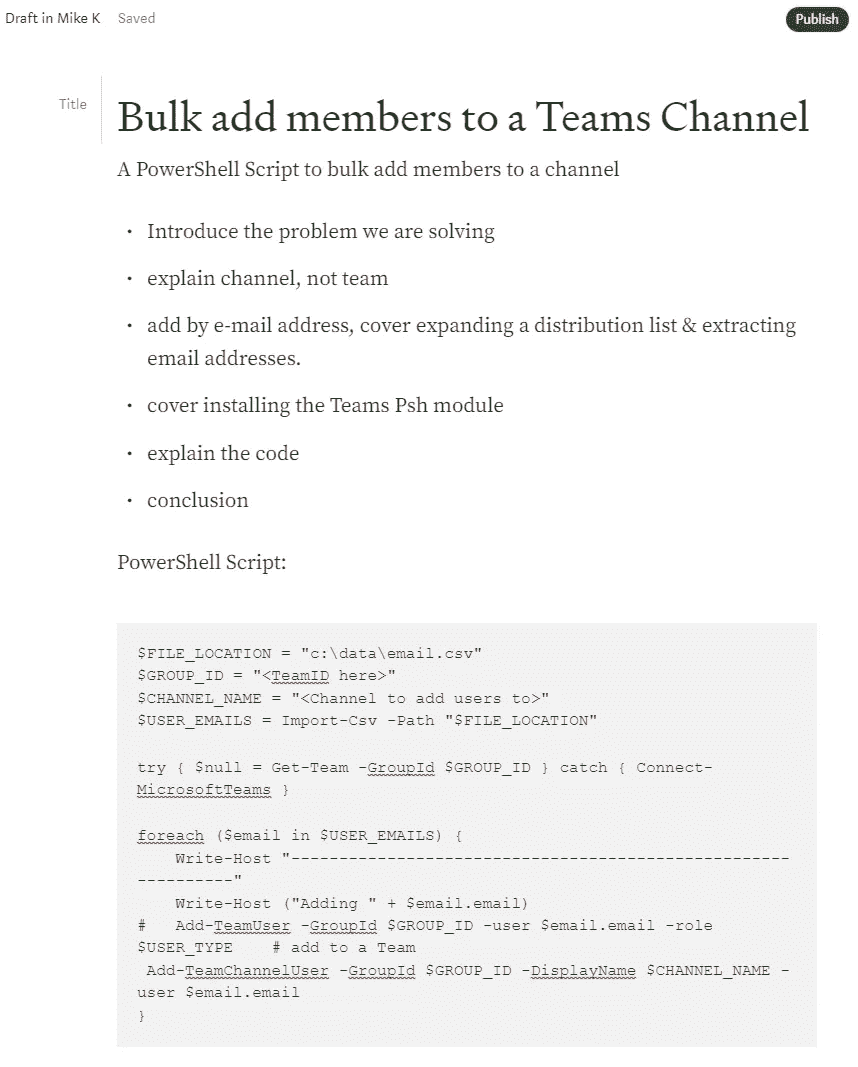 Draft in Mike K Saved Publish
Title
Bulk add members to a Teams Channel
A PowerShell Script to bulk add members to a channel
· Introduce the problem we are solving
· explain channel, not team
· add by e-mail address, cover expanding a distribution list & extracting
email addresses.
· cover installing the Teams Psh module
· explain the code
· conclusion
PowerShell Script:
$FILE_LOCATION = "c:\data\email.csv"
$GROUP_ID = "<TeamID here>"
$CHANNEL_NAME = "<Channel to add users to>"
$USER_EMAILS = Import-Csv -Path "$FILE_LOCATION"
try { $null = Get-Team -GroupId $GROUP_ID } catch { Connect-
MicrosoftTeams }
foreach ($email in $USER_EMAILS) {
    Write-Host "----------------------------------------------------
----------"
    Write-Host ("Adding " + $email.email)
#   Add-TeamUser -GroupId $GROUP_ID -user $email.email -role
$USER_TYPE    # add to a Team
 Add-TeamChannelUser -GroupId $GROUP_ID -DisplayName $CHANNEL_NAME -
user $email.email
}